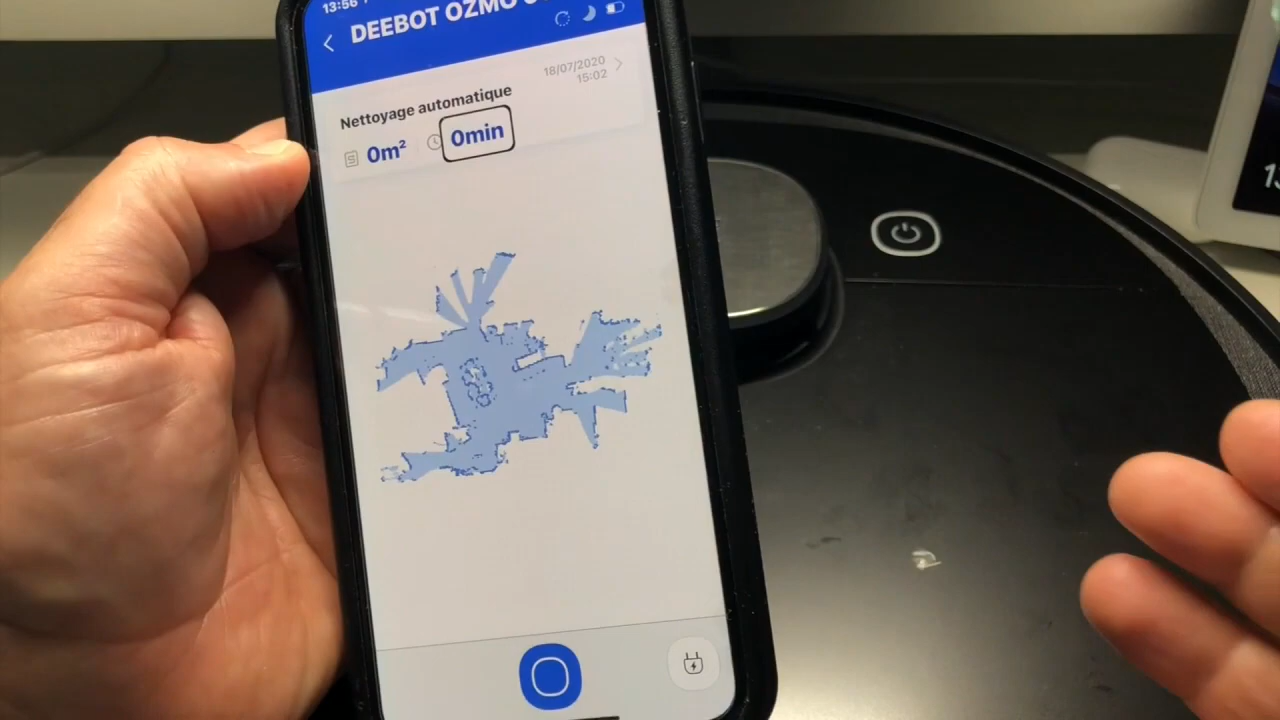 13:56
DEEBOT OZMO
18/07/2020
15:02
Nettoyage automatique
0m² 0min